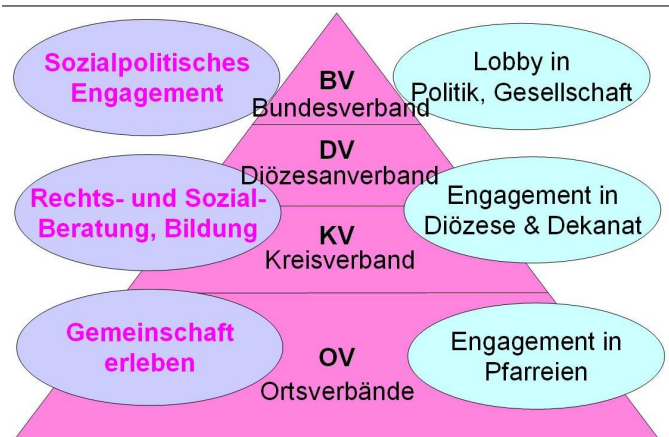 Sozialpolitisches
Engagement
BV
Bundesverband
Lobby in
Politik, Gesellschaft
DV
Diözesanverband
Rechts- und Sozial-
Beratung, Bildung
KV
Kreisverband
Engagement in
Diözese & Dekanat
Gemeinschaft
erleben
OV
Ortsverbände
Engagement in
Pfarreien